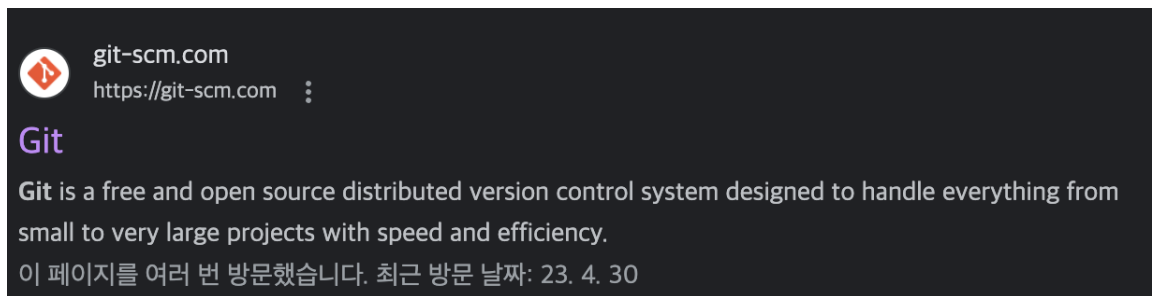 git-scm.com
https://git-scm.com
Git
Git is a free and open source distributed version control system designed to handle everything from
small to very large projects with speed and efficiency.
이 페이지를 여러 번 방문했습니다. 최근 방문 날짜: 23. 4. 30